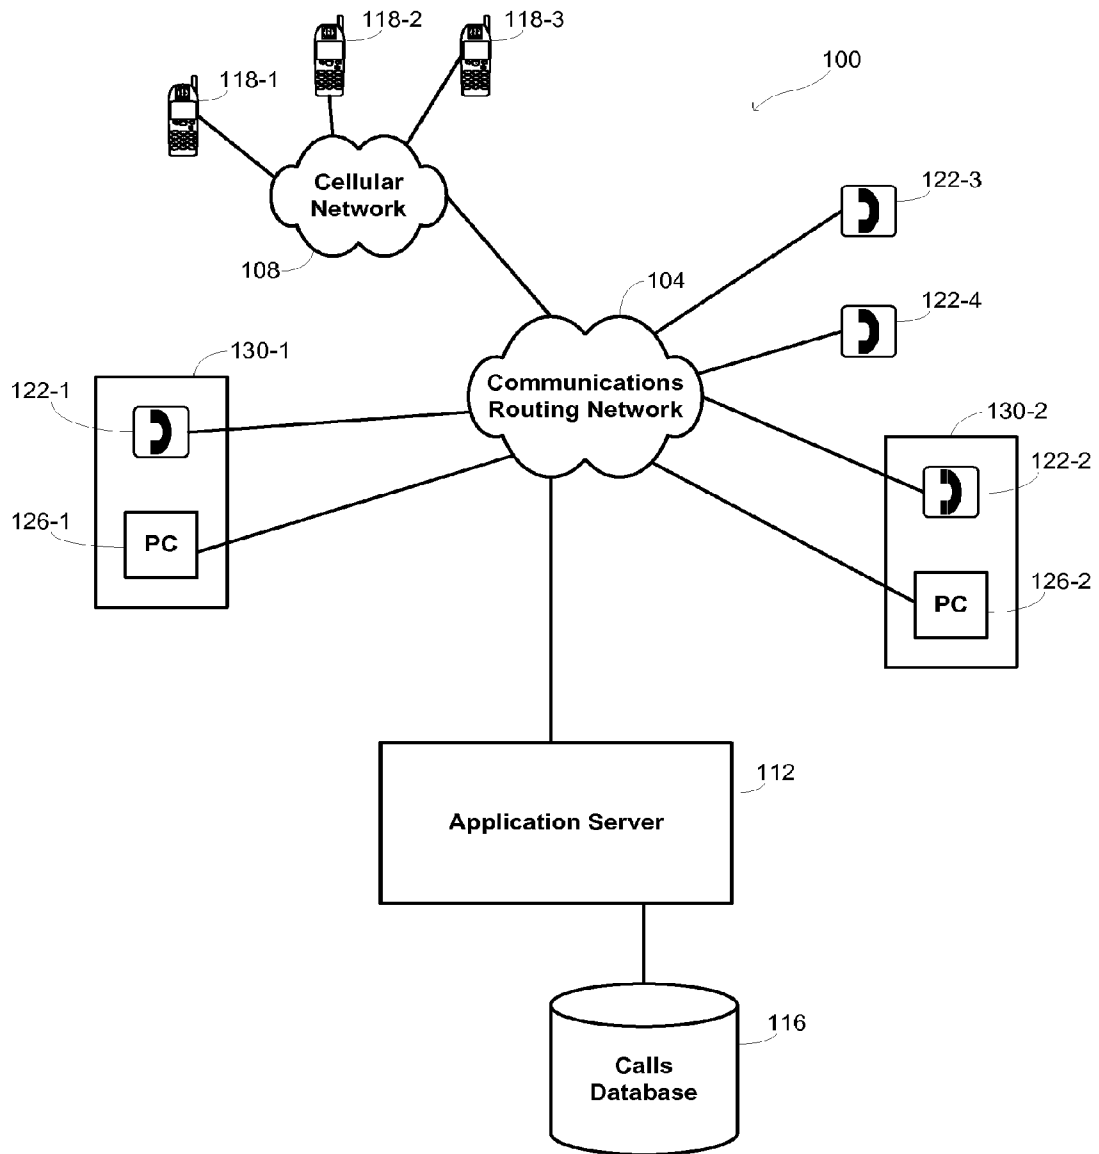 118-2
118-3
118-1
100
Cellular
Network
122-3
108
104
122-4
130-1
122-1
Communications
Routing Network
130-2
122-2
126-1
PC
126-2
PC
112
Application Server
116
Calls
Database